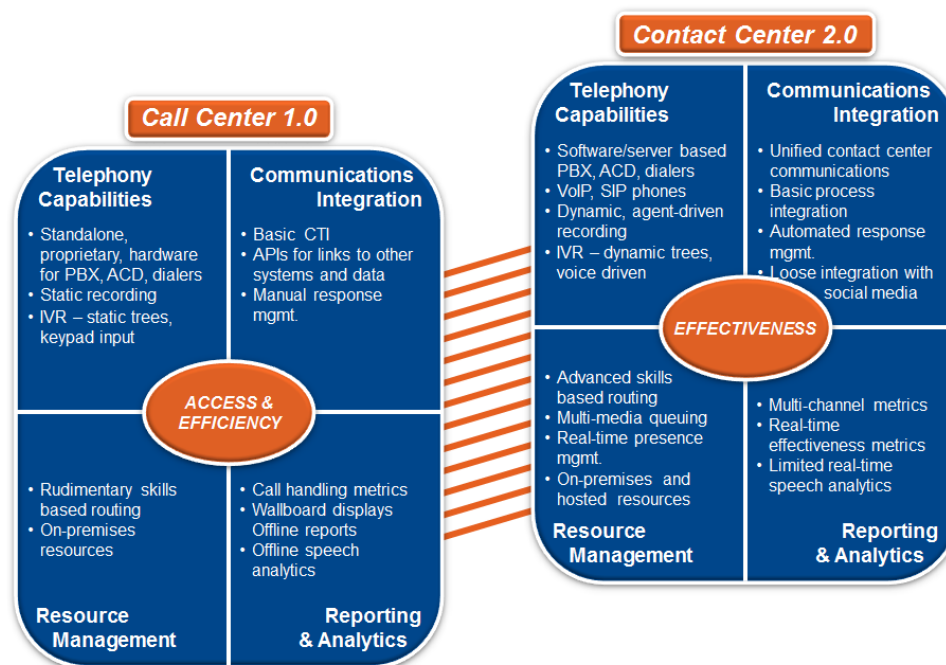 Call Center 1.0
Telephony
Capabilities
• Standalone,
proprietary, hardware
for PBX, ACD, dialers
• Static recording
• IVR – static trees,
keypad input
Communications
Integration
• Basic CTI
• APIs for links to other
systems and data
• Manual response
mgmt.
ACCESS &
EFFICIENCY
• Rudimentary skills
based routing
• On-premises
resources
Resource
Management
• Call handling metrics
• Wallboard displays
Offline reports
• Offline speech
analytics
Reporting
& Analytics
Contact Center 2.0
Telephony
Capabilities
• Software/server based
PBX, ACD, dialers
• VoIP, SIP phones
• Dynamic, agent-driven
recording
• IVR – dynamic trees,
voice driven
Communications
Integration
• Unified contact center
communications
• Basic process
integration
• Automated response
mgmt.
• Loose integration with
social media
EFFECTIVENESS
• Advanced skills
based routing
• Multi-media queuing
• Real-time presence
mgmt.
• On-premises and
hosted resources
Resource
Management
• Multi-channel metrics
• Real-time
effectiveness metrics
• Limited real-time
speech analytics
Reporting
& Analytics